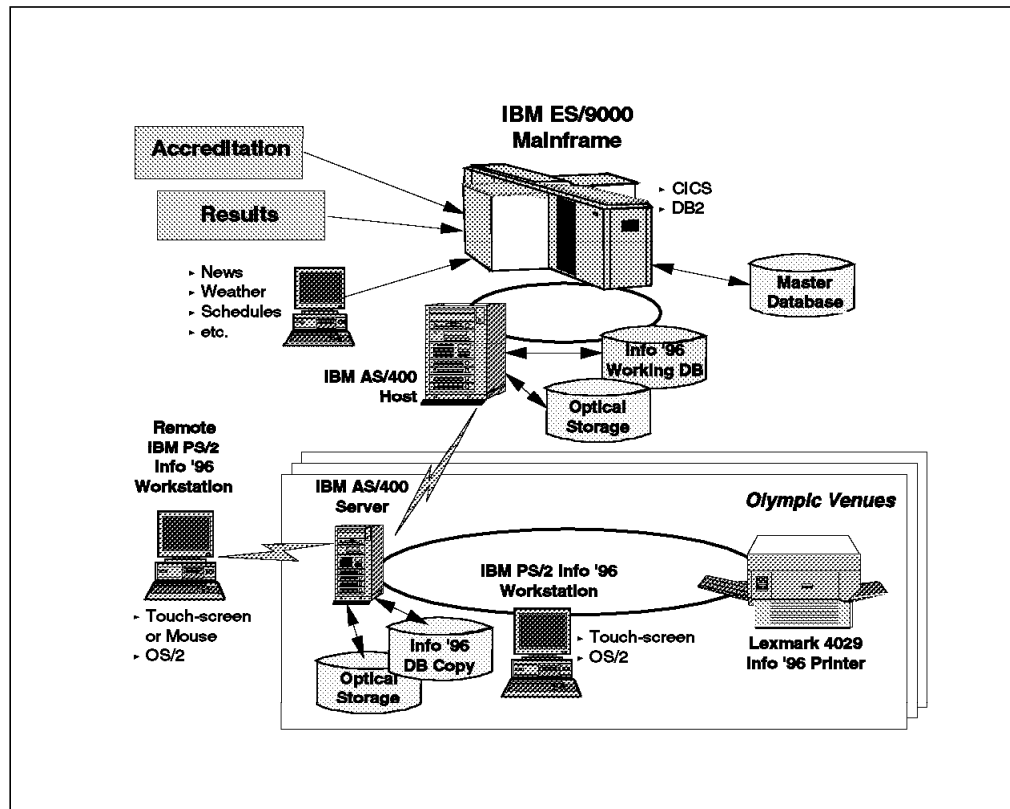 IBM ES/9000
Mainframe
Accreditation
Results
▸ CICS
▸ DB2
▸ News
▸ Weather
▸ Schedules
▸ etc.
Master
Database
IBM AS/400
Host
Info '96
Working DB
Optical
Storage
Remote
IBM PS/2
Info '96
Workstation
IBM AS/400
Server
Olympic Venues
IBM PS/2 Info '96
Workstation
▸ Touch-screen
or Mouse
▸ OS/2
Info '96
DB Copy
Optical
Storage
▸ Touch-screen
▸ OS/2
Lexmark 4029
Info '96 Printer